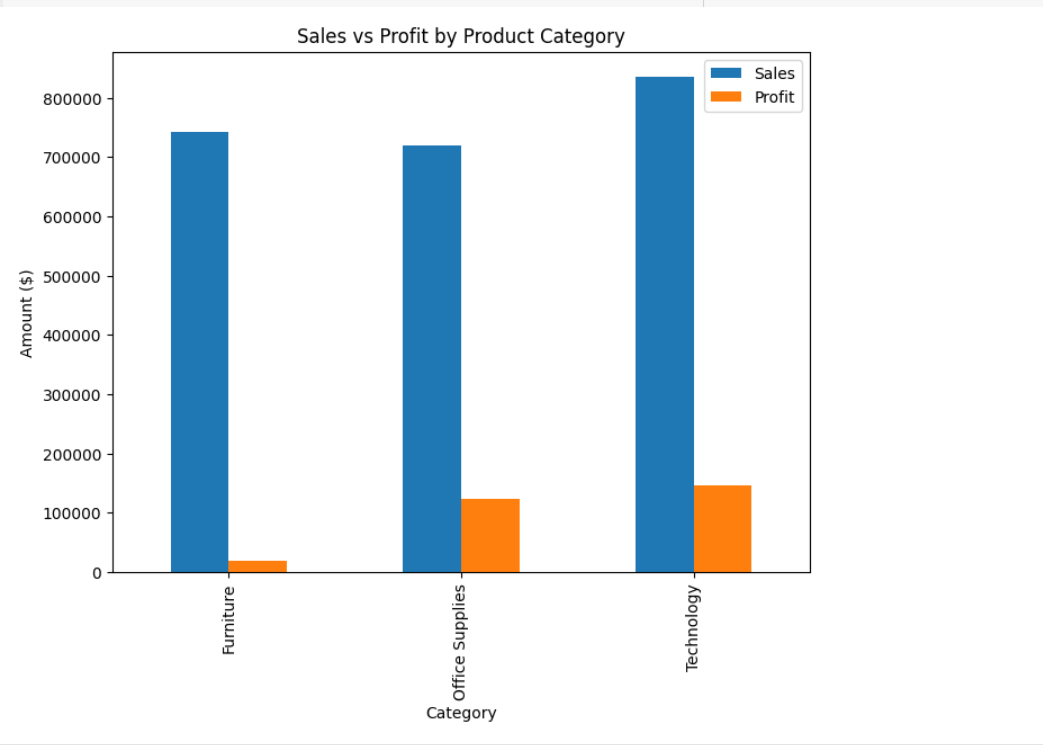 Sales vs Profit by Product Category
Sales
Profit
800000
700000
600000
500000
400000
300000
200000
100000
0
Amount ($)
Furniture
Office Supplies
Technology
Category